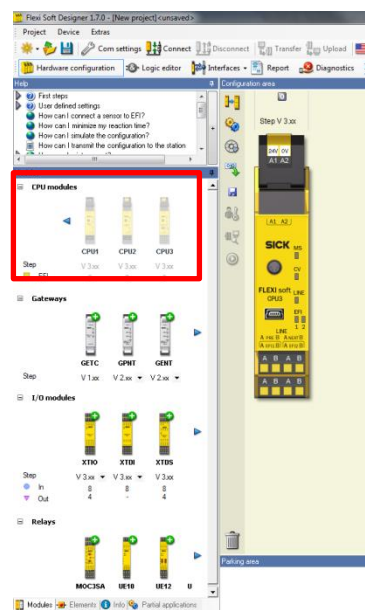 Flexi Soft Designer 1.7.0 - [New project] <unsaved>
Project Device Extras
Com settings Connect Disconnect Transfer Upload
Hardware configuration Logic editor Interfaces Report Diagnostics
Help
First steps
User defined settings
How can I connect a sensor to EFI?
How can I minimize my reaction time?
How can I simulate the configuration?
How can I transmit the configuration to the station
CPU modules
CPU1 CPU2 CPU3
Step V 3.xx V 3.xx V 3.xx
EFI
Gateways
GETC GPNT GENT
Step V 1.xx V 2.xx V 2.xx
I/O modules
XTIO XTDI XTDS
Step V 3.xx V 3.xx V 3.xx
In 8 8 8
Out 4 - 4
Relays
MOC3SA UE10 UE12 U
Modules Elements Info Partial applications
Configuration area
Step V 3.xx
24V 0V
A1 A2
A1 A2
SICK MS
CV
FLEXI soft LINE
CPU3
EFI
1 2
LINE
A B A B
A B A B
Parking area